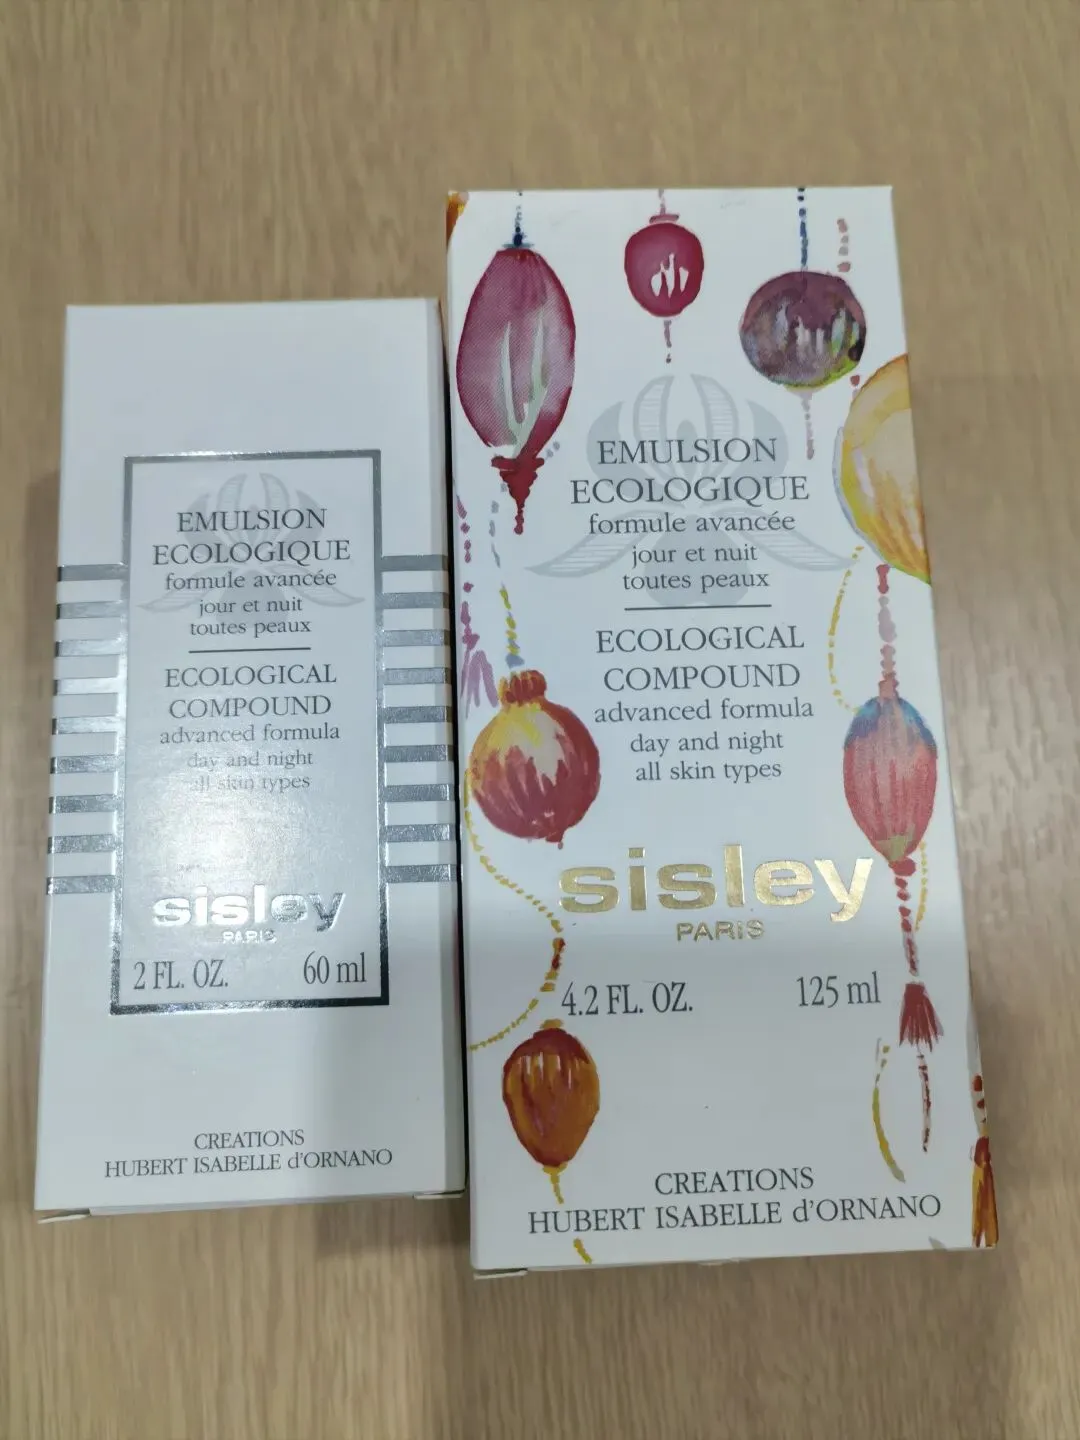 EMULSION
ECOLOGIQUE
formule avancée
jour et nuit
toutes peaux
ECOLOGICAL
COMPOUND
advanced formula
day and night
all skin types
sisley
PARIS
2 FL. OZ. 60 ml
CREATIONS
HUBERT ISABELLE d'ORNANO
EMULSION
ECOLOGIQUE
formule avancée
jour et nuit
toutes peaux
ECOLOGICAL
COMPOUND
advanced formula
day and night
all skin types
sisley
PARIS
4.2 FL. OZ. 125 ml
CREATIONS
HUBERT ISABELLE d'ORNANO